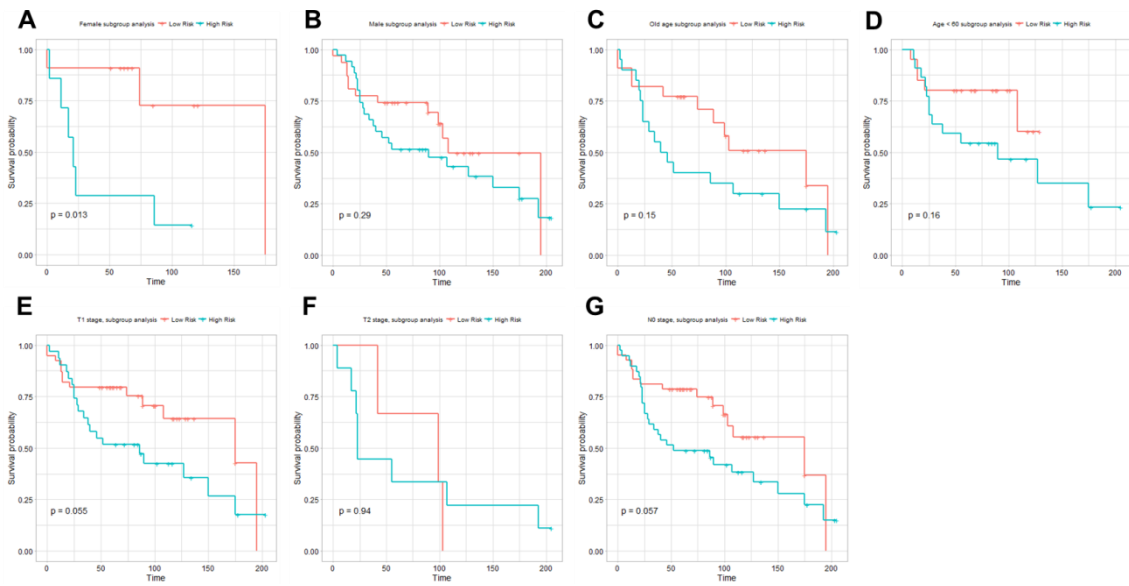 A
Female subgroup analysis Low Risk High Risk
1.00
0.75
0.50
0.25
0.00
Survival probability
p = 0.013
0 50 100 150
Time
B
Male subgroup analysis Low Risk High Risk
1.00
0.75
0.50
0.25
0.00
Survival probability
p = 0.29
0 50 100 150 200
Time
C
Old age subgroup analysis Low Risk High Risk
1.00
0.75
0.50
0.25
0.00
Survival probability
p = 0.15
0 50 100 150 200
Time
D
Age < 60 subgroup analysis Low Risk High Risk
1.00
0.75
0.50
0.25
0.00
Survival probability
p = 0.16
0 50 100 150 200
Time
E
T1 stage, subgroup analysis Low Risk High Risk
1.00
0.75
0.50
0.25
0.00
Survival probability
p = 0.055
0 50 100 150 200
Time
F
T2 stage, subgroup analysis Low Risk High Risk
1.00
0.75
0.50
0.25
0.00
Survival probability
p = 0.94
0 50 100 150 200
Time
G
N0 stage, subgroup analysis Low Risk High Risk
1.00
0.75
0.50
0.25
0.00
Survival probability
p = 0.057
0 50 100 150 200
Time